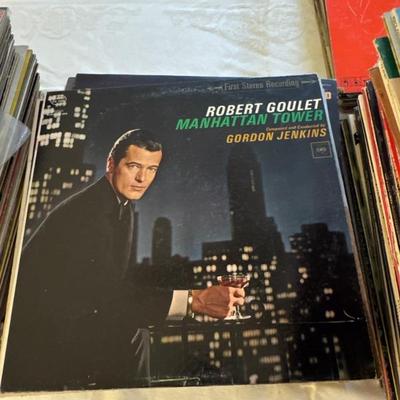 First Stereo Recording
ROBERT GOULET
MANHATTAN TOWER
Composed and Conducted by
GORDON JENKINS